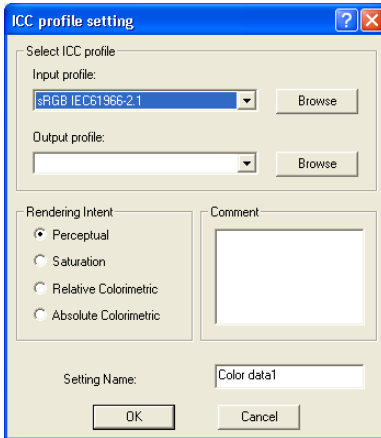 ICC profile setting
Select ICC profile
Input profile:
sRGB IEC61966-2.1
Browse
Output profile:
Browse
Rendering Intent
Perceptual
Saturation
Relative Colorimetric
Absolute Colorimetric
Comment
Setting Name:
Color data1
OK
Cancel